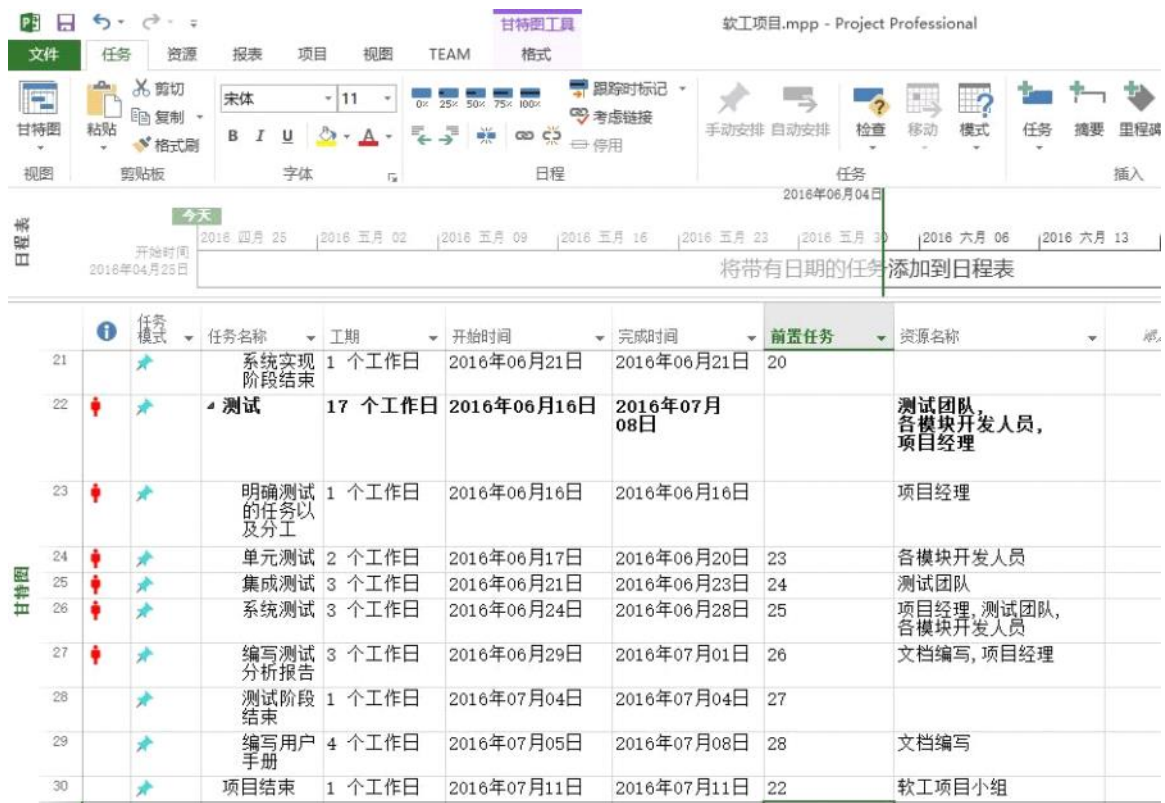 甘特图工具
软工项目.mpp - Project Professional
文件 任务 资源 报表 项目 视图 TEAM 格式
甘特图
视图
粘贴
剪切
复制
格式刷
剪贴板
宋体 11
B I U A
字体
0% 25% 50% 75% 100%
跟踪时标记
考虑链接
停用
日程
手动安排 自动安排 检查 移动 模式
任务
任务 摘要 里程碑
插入
2016年06月04日
今天
日程表
开始时间
2016年04月25日
2016 四月 25 2016 五月 02 2016 五月 09 2016 五月 16 2016 五月 23 2016 五月 30 2016 六月 06 2016 六月 13
将带有日期的任务添加到日程表
任务模式 任务名称 工期 开始时间 完成时间 前置任务 资源名称
甘特图
21 系统实现阶段结束 1 个工作日 2016年06月21日 2016年06月21日 20
22 测试 17 个工作日 2016年06月16日 2016年07月08日 测试团队,各模块开发人员,项目经理
23 明确测试的任务以及分工 1 个工作日 2016年06月16日 2016年06月16日 项目经理
24 单元测试 2 个工作日 2016年06月17日 2016年06月20日 23 各模块开发人员
25 集成测试 3 个工作日 2016年06月21日 2016年06月23日 24 测试团队
26 系统测试 3 个工作日 2016年06月24日 2016年06月28日 25 项目经理,测试团队,各模块开发人员
27 编写测试分析报告 3 个工作日 2016年06月29日 2016年07月01日 26 文档编写,项目经理
28 测试阶段结束 1 个工作日 2016年07月04日 2016年07月04日 27
29 编写用户手册 4 个工作日 2016年07月05日 2016年07月08日 28 文档编写
30 项目结束 1 个工作日 2016年07月11日 2016年07月11日 22 软工项目小组